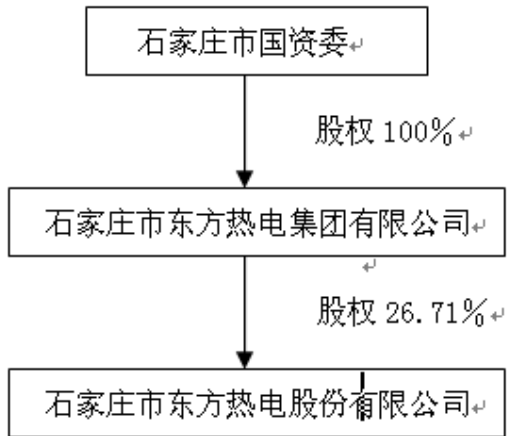 石家庄市国资委
股权 100%
石家庄市东方热电集团有限公司
股权 26.71%
石家庄市东方热电股份有限公司